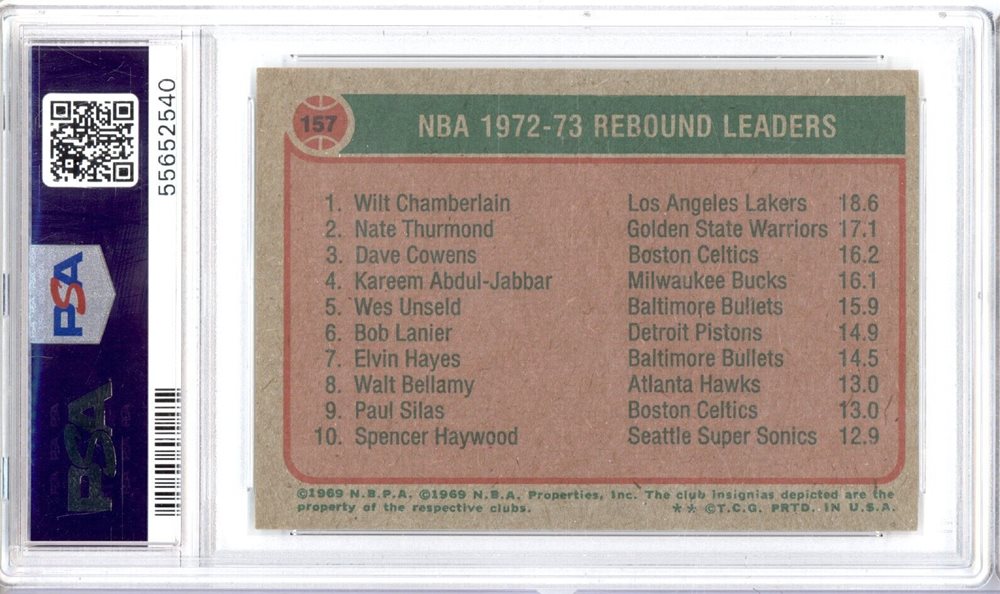 55652540
PSA
PSA
157
NBA 1972-73 REBOUND LEADERS
1. Wilt Chamberlain Los Angeles Lakers 18.6
2. Nate Thurmond Golden State Warriors 17.1
3. Dave Cowens Boston Celtics 16.2
4. Kareem Abdul-Jabbar Milwaukee Bucks 16.1
5. Wes Unseld Baltimore Bullets 15.9
6. Bob Lanier Detroit Pistons 14.9
7. Elvin Hayes Baltimore Bullets 14.5
8. Walt Bellamy Atlanta Hawks 13.0
9. Paul Silas Boston Celtics 13.0
10. Spencer Haywood Seattle Super Sonics 12.9
©1969 N.B.P.A. ©1969 N.B.A. Properties, Inc. The club insignias depicted are the
property of the respective clubs. ** ©T.C.G. PRTD. IN U.S.A.